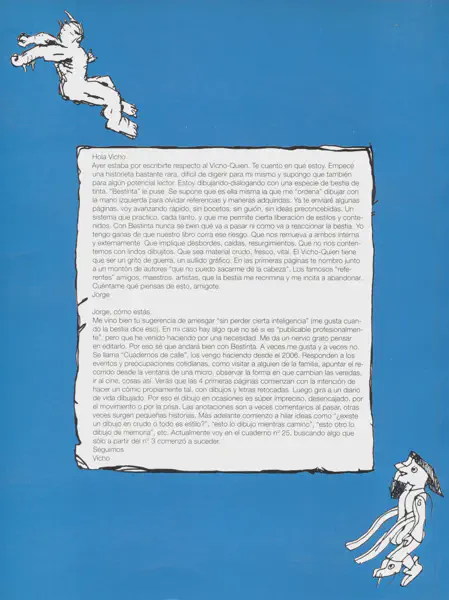 Hola Vicho
Ayer estaba por escribirte respecto al Vicho-Quien. Te cuento en qué estoy. Empecé
una historieta bastante rara, difícil de digerir para mi mismo y supongo que también
para algún potencial lector. Estoy dibujando-dialogando con una especie de bestia de
tinta. "Bestinta" le puse. Se supone que es ella misma la que me "ordena" dibujar con
la mano izquierda para olvidar referencias y maneras adquiridas. Ya te enviaré algunas
páginas, voy avanzando rápido, sin bocetos, sin guión, sin ideas preconcebidas. Un
sistema que practico, cada tanto, y que me permite cierta liberación de estilos y conte-
nidos. Con Bestinta nunca se bien qué va a pasar ni cómo va a reaccionar la bestia. Yo
tengo ganas de que nuestro libro corra ese riesgo. Que nos remueva a ambos interna
y externamente. Que implique desbordes, caídas, resurgimientos. Que no nos conten-
temos con lindos dibujitos. Que sea material crudo, fresco, vital. El Vicho-Quien tiene
que ser un grito de guerra, un aullido gráfico. En las primeras páginas te nombro junto
a un montón de autores "que no puedo sacarme de la cabeza". Los famosos "refe-
rentes" amigos, maestros, artistas, que la bestia me recrimina y me incita a abandonar.
Cuéntame qué piensas de esto, amigote.
Jorge
Jorge, cómo estás.
Me vino bien tu sugerencia de arriesgar "sin perder cierta inteligencia" (me gusta cuan-
do la bestia dice eso). En mi caso hay algo que no sé si es "publicable profesionalmen-
te", pero que he venido haciendo por una necesidad. Me da un nervio grato pensar
en editarlo. Por eso sé que andará bien con Bestinta. A veces me gusta y a veces no.
Se llama "Cuadernos de calle", los vengo haciendo desde el 2006. Responden a los
eventos y preocupaciones cotidianas, como visitar a alguien de la familia, apuntar el re-
corrido desde la ventana de una micro, observar la forma en que cambian las veredas,
ir al cine, cosas así. Verás que las 4 primeras páginas comienzan con la intención de
hacer un cómic propiamente tal, con dibujos y letras retocadas. Luego giró a un diario
de vida dibujado. Por eso el dibujo en ocasiones es súper impreciso, desencajado, por
el movimiento o por la prisa. Las anotaciones son a veces comentarios al pasar, otras
veces surgen pequeñas historias. Más adelante comienzo a hilar ideas como "¿existe
un dibujo en crudo o todo es estilo?", "esto lo dibujo mientras camino", "esto otro lo
dibujo de memoria", etc. Actualmente voy en el cuaderno n° 25, buscando algo que
sólo a partir del n° 3 comenzó a suceder.
Seguimos
Vicho